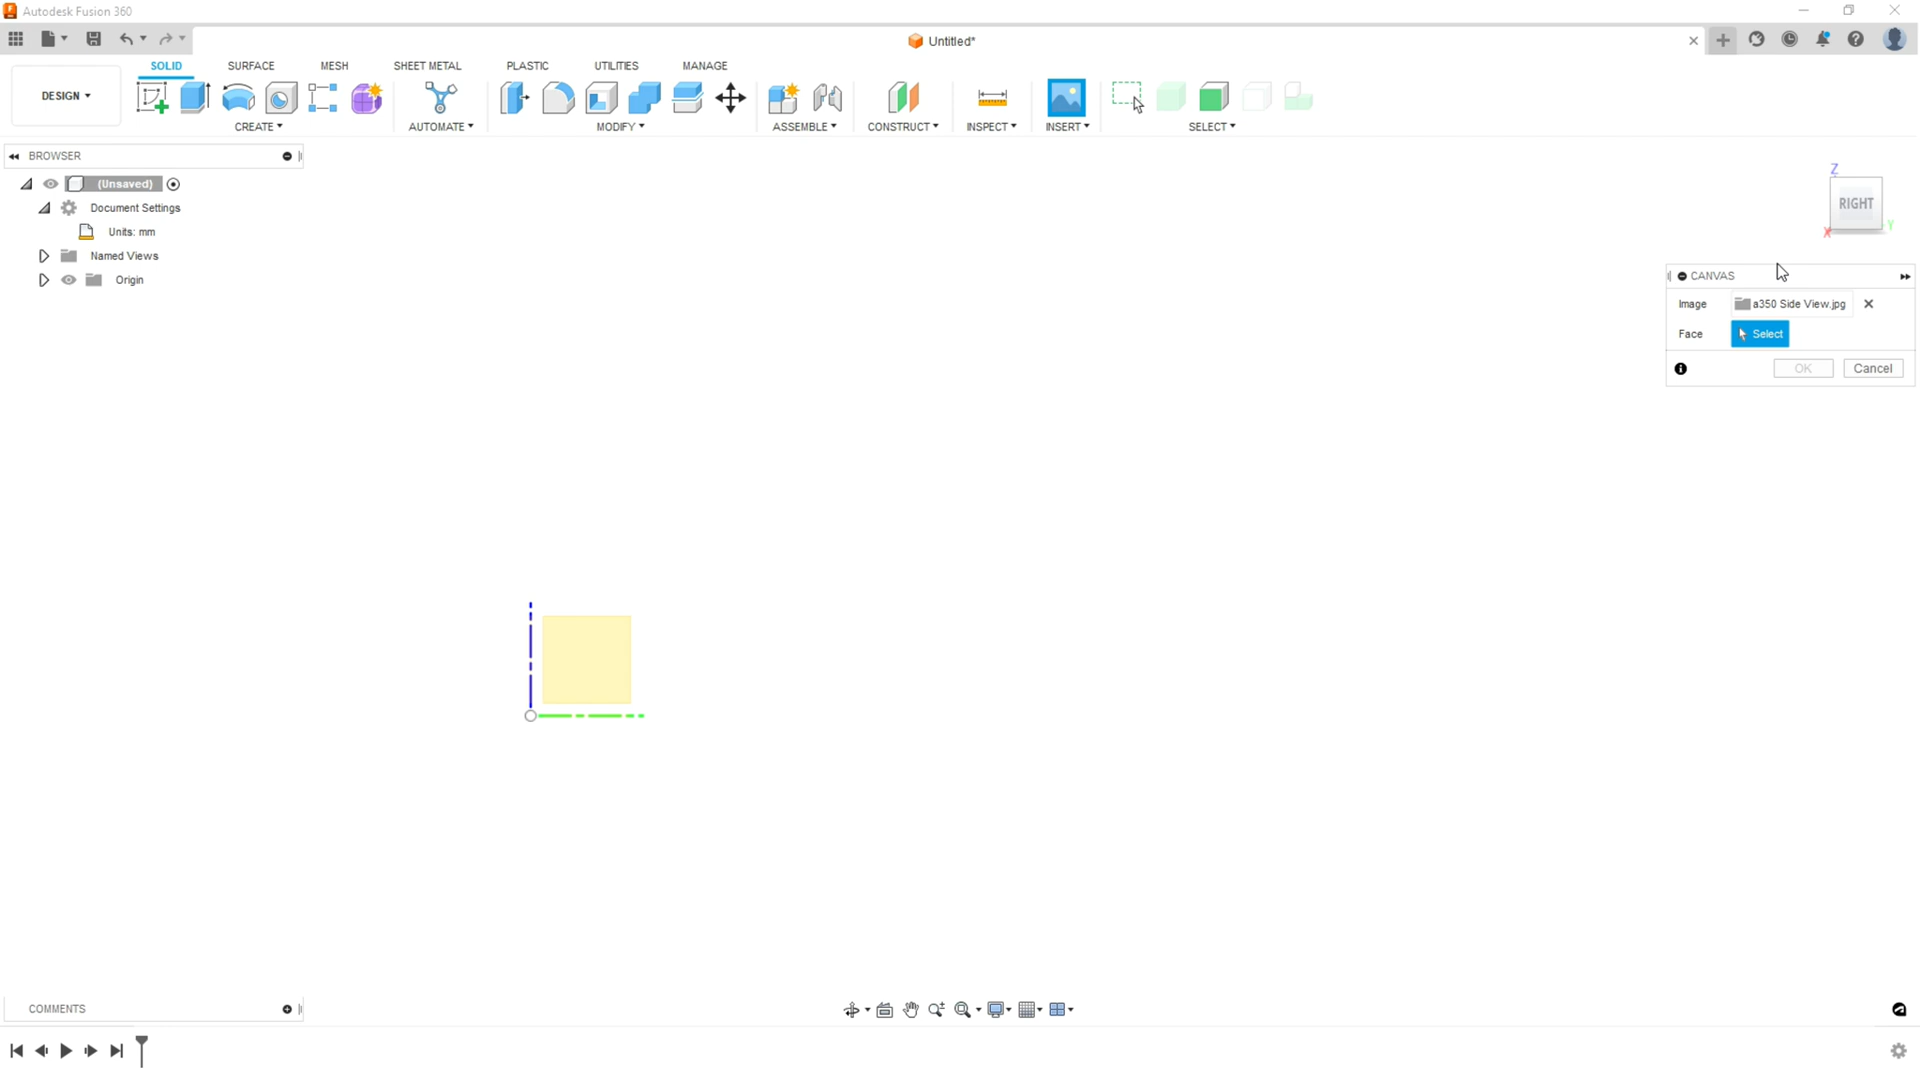 Autodesk Fusion 360
Untitled*
DESIGN
SOLID SURFACE MESH SHEET METAL PLASTIC UTILITIES MANAGE
CREATE AUTOMATE MODIFY ASSEMBLE CONSTRUCT INSPECT INSERT SELECT
BROWSER
(Unsaved)
Document Settings
Units: mm
Named Views
Origin
Z
RIGHT
X
Y
CANVAS
Image a350 Side View.jpg
Face Select
OK Cancel
COMMENTS